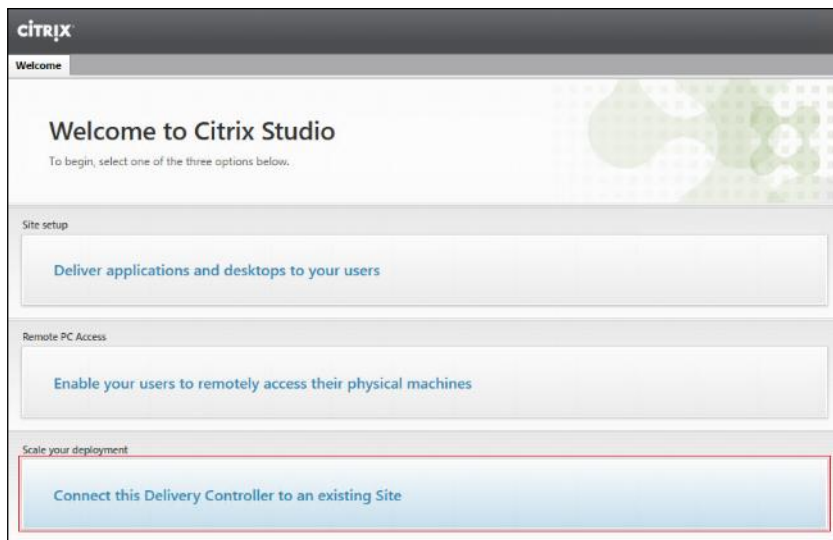 CITRIX
Welcome
Welcome to Citrix Studio
To begin, select one of the three options below.
Site setup
Deliver applications and desktops to your users
Remote PC Access
Enable your users to remotely access their physical machines
Scale your deployment
Connect this Delivery Controller to an existing Site